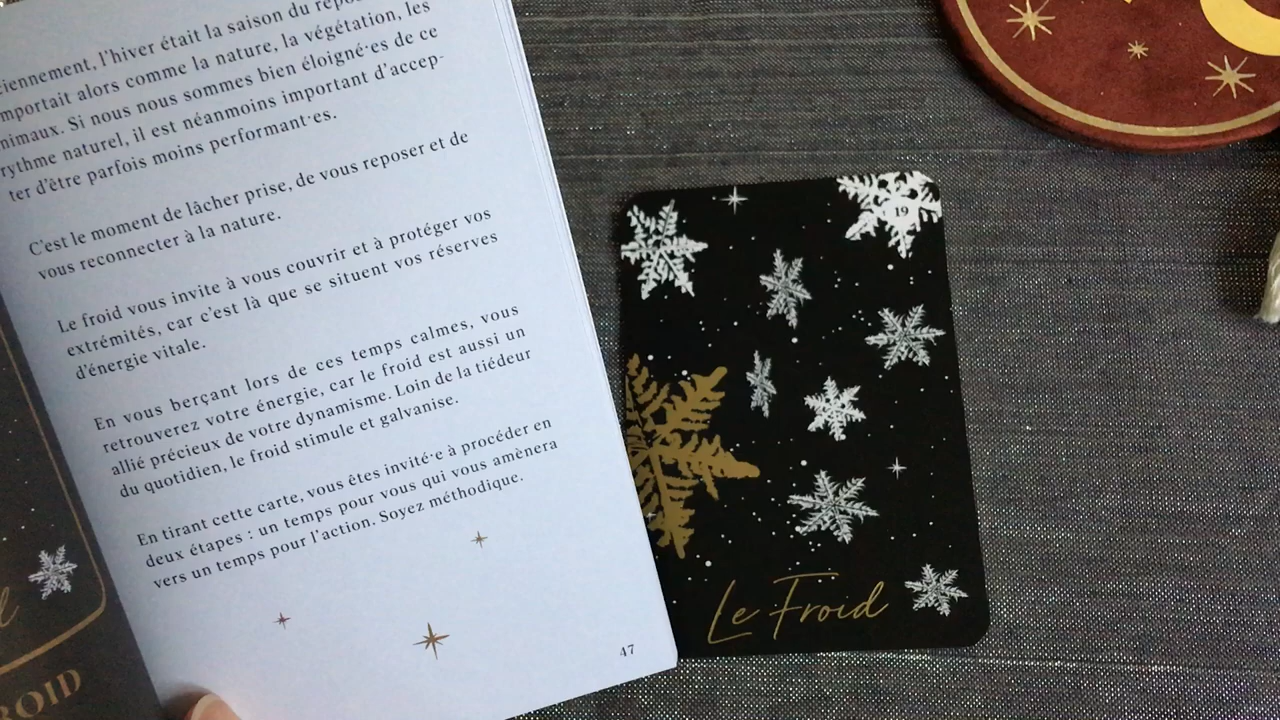 l'hiver était la saison du
importait alors comme la nature, la végétation, les
nimaux. Si nous nous sommes bien éloigné·es de ce
rythme naturel, il est néanmoins important d'accep-
ter d'être parfois moins performant·es.
C'est le moment de lâcher prise, de vous reposer et de
vous reconnecter à la nature.
Le froid vous invite à vous couvrir et à protéger vos
extrémités, car c'est là que se situent vos réserves
d'énergie vitale.
En vous berçant lors de ces temps calmes, vous
retrouverez votre énergie, car le froid est aussi un
allié précieux de votre dynamisme. Loin de la tiédeur
du quotidien, le froid stimule et galvanise.
En tirant cette carte, vous êtes invité·e à procéder en
deux étapes : un temps pour vous qui vous amènera
vers un temps pour l'action. Soyez méthodique.
47
ROID
19
Le Froid